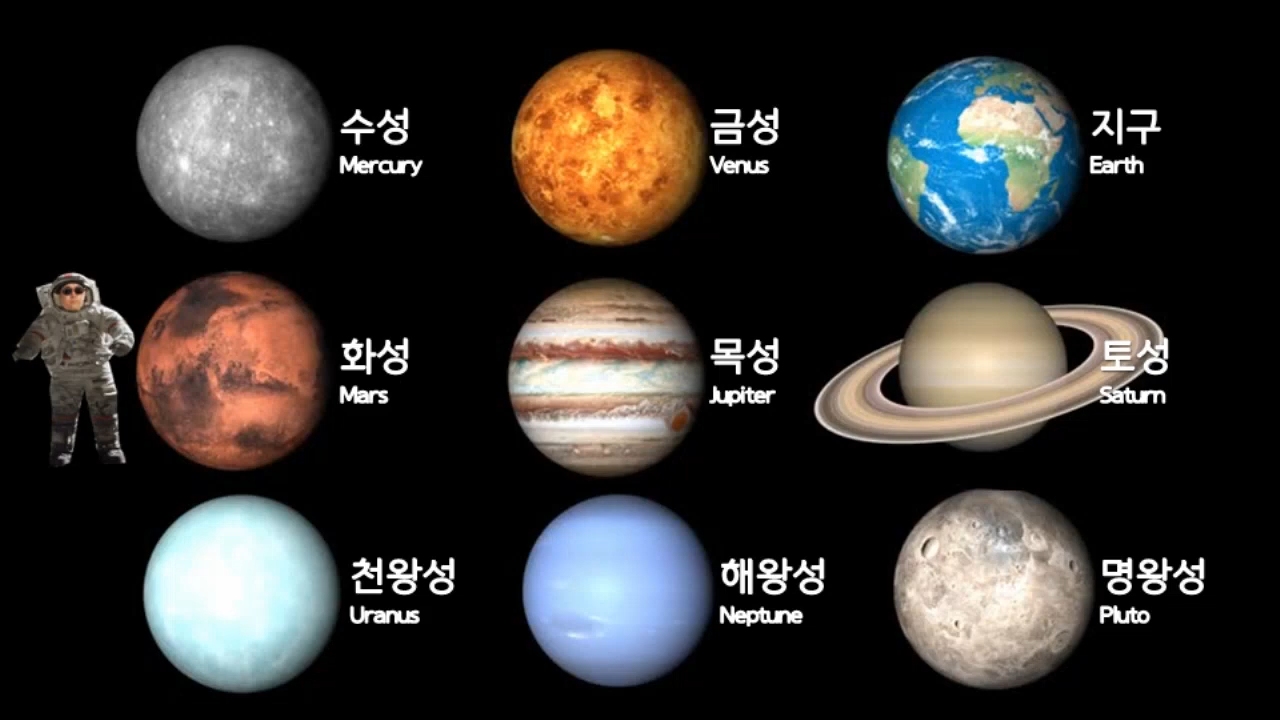 수성
Mercury
금성
Venus
지구
Earth
화성
Mars
목성
Jupiter
토성
Saturn
천왕성
Uranus
해왕성
Neptune
명왕성
Pluto